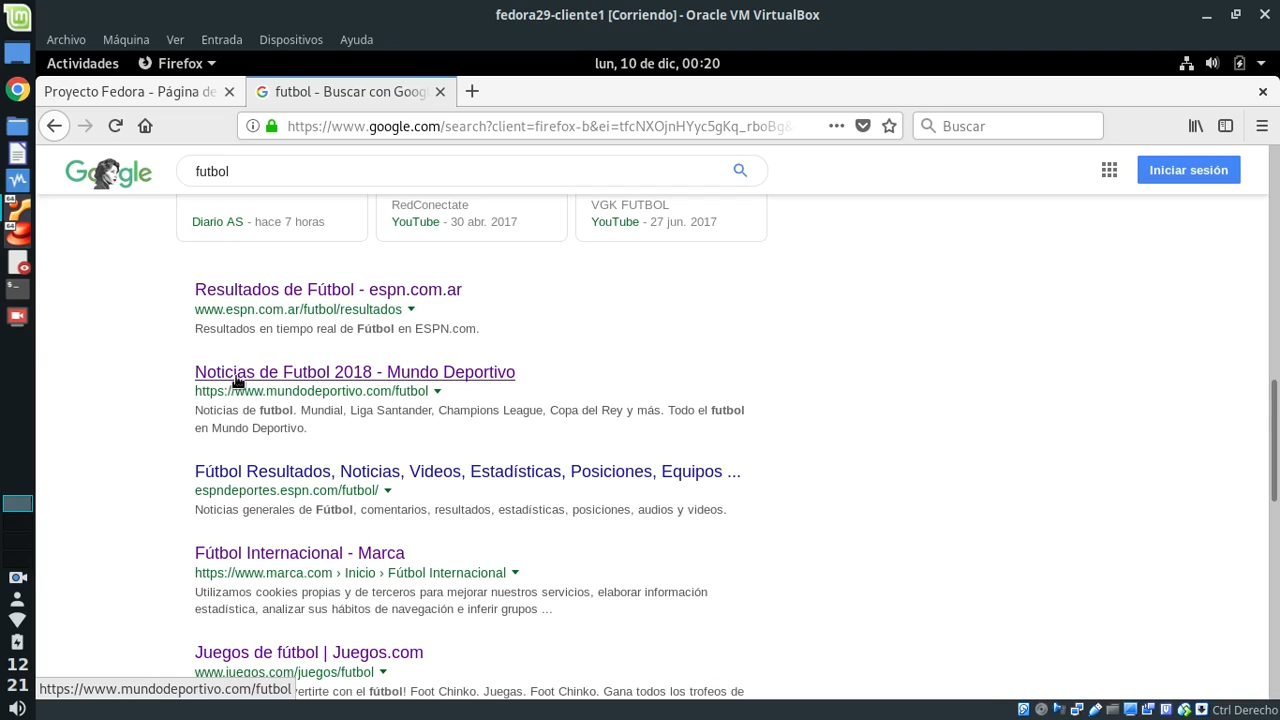 fedora29-cliente1 [Corriendo] - Oracle VM VirtualBox
Archivo Máquina Ver Entrada Dispositivos Ayuda
Actividades Firefox lun, 10 de dic, 00:20
Proyecto Fedora - Página de futbol - Buscar con Googl
https://www.google.com/search?client=firefox-b&ei=tfcNXOjnHYyc5gKq_rboBg& Buscar
Google futbol Iniciar sesión
RedConectate VGK FUTBOL
Diario AS - hace 7 horas YouTube - 30 abr. 2017 YouTube - 27 jun. 2017
Resultados de Fútbol - espn.com.ar
www.espn.com.ar/futbol/resultados
Resultados en tiempo real de Fútbol en ESPN.com.
Noticias de Futbol 2018 - Mundo Deportivo
https://www.mundodeportivo.com/futbol
Noticias de futbol. Mundial, Liga Santander, Champions League, Copa del Rey y más. Todo el futbol
en Mundo Deportivo.
Fútbol Resultados, Noticias, Videos, Estadísticas, Posiciones, Equipos ...
espndeportes.espn.com/futbol/
Noticias generales de Fútbol, comentarios, resultados, estadísticas, posiciones, audios y videos.
Fútbol Internacional - Marca
https://www.marca.com › Inicio › Fútbol Internacional
Utilizamos cookies propias y de terceros para mejorar nuestros servicios, elaborar información
estadística, analizar sus hábitos de navegación e inferir grupos ...
Juegos de fútbol | Juegos.com
www.juegos.com/juegos/futbol
vertirte con el fútbol! Foot Chinko. Juegas. Foot Chinko. Gana todos los trofeos de
https://www.mundodeportivo.com/futbol
12
21
Ctrl Derecho